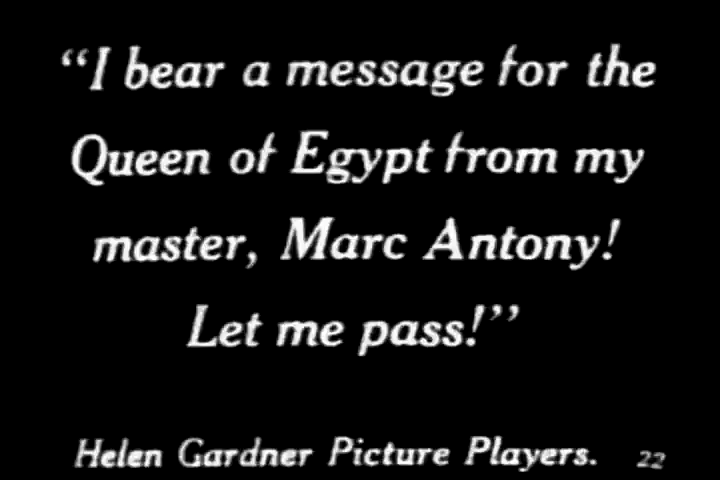 “I bear a message for the
Queen of Egypt from my
master, Marc Antony!
Let me pass!”
Helen Gardner Picture Players. 22